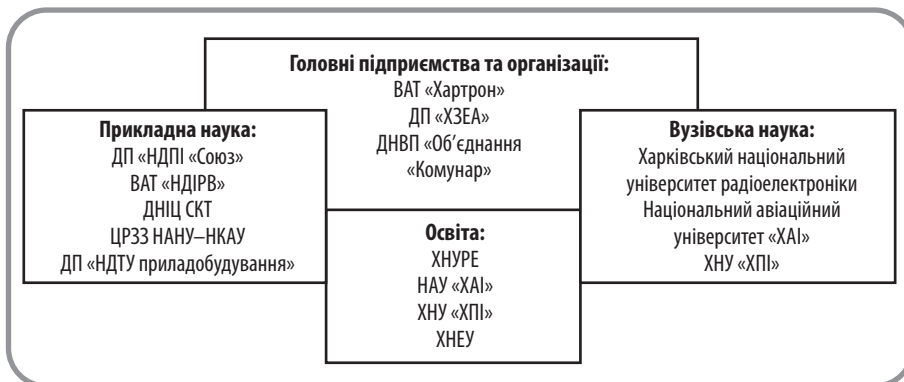 Головні підприємства та організації:
ВАТ «Хартрон»
ДП «ХЗЕА»
ДНВП «Об’єднання
«Комунар»
Прикладна наука:
ДП «НДПІ «Союз»
ВАТ «НДІРВ»
ДНІЦ СКТ
ЦРЗЗ НАНУ–НКАУ
ДП «НДТУ приладобудування»
Вузівська наука:
Харківський національний
університет радіоелектроніки
Національний авіаційний
університет «ХАІ»
ХНУ «ХПІ»
Освіта:
ХНУРЕ
НАУ «ХАІ»
ХНУ «ХПІ»
ХНЕУ